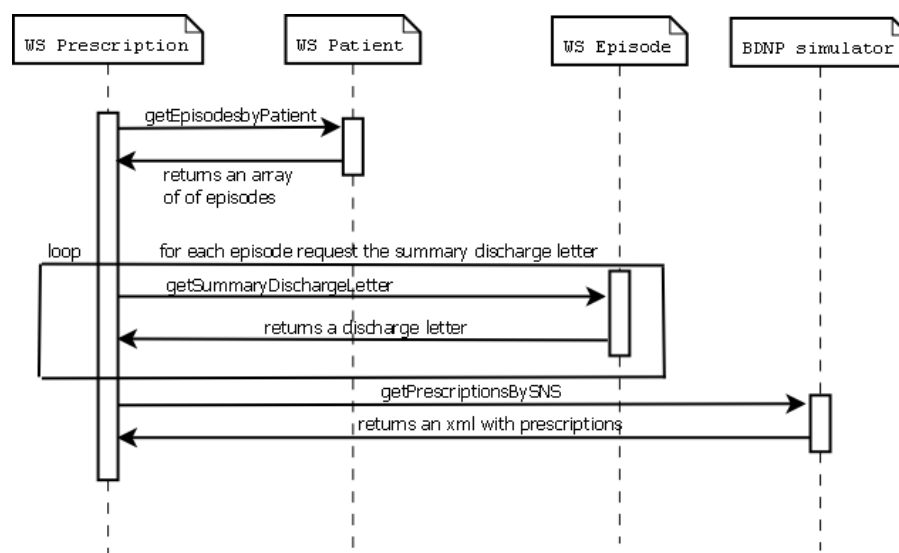 WS Prescription
WS Patient
WS Episode
BDNP simulator
getEpisodesbyPatient
returns an array
of of episodes
loop
for each episode request the summary discharge letter
getSummaryDischargeLetter
returns a discharge letter
getPrescriptionsBySNS
returns an xml with prescriptions